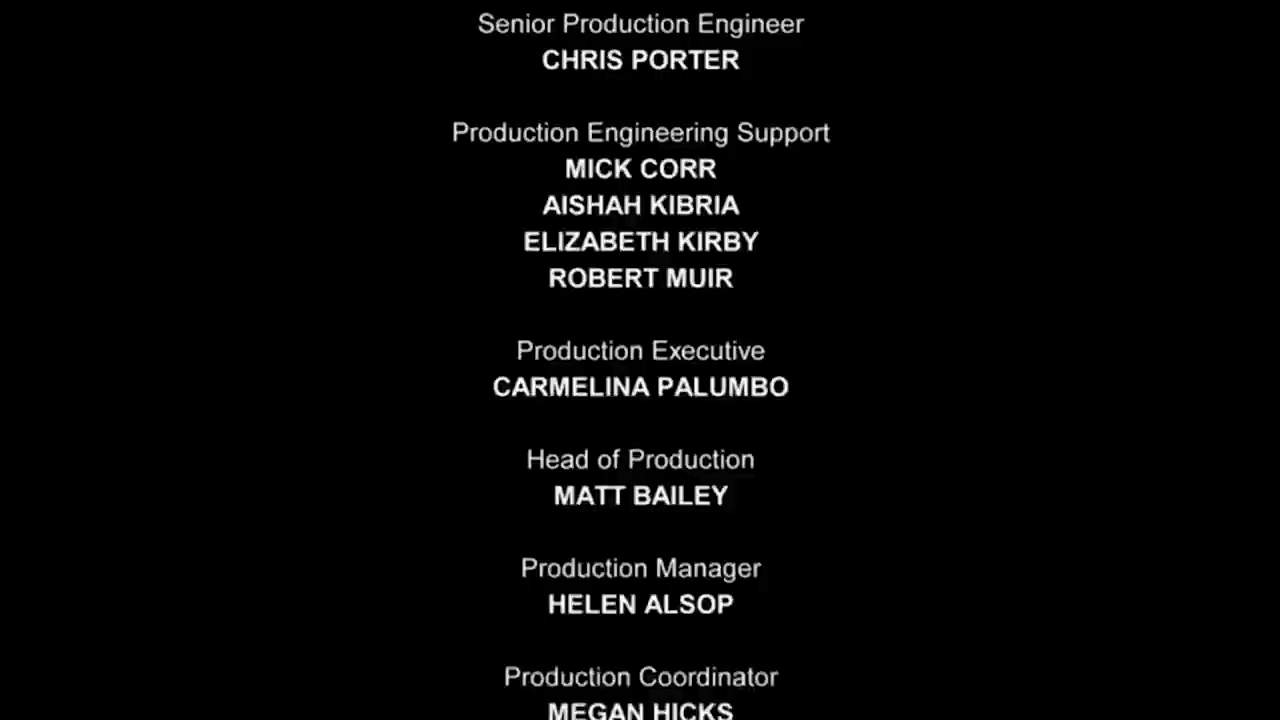 Senior Production Engineer
CHRIS PORTER
Production Engineering Support
MICK CORR
AISHAH KIBRIA
ELIZABETH KIRBY
ROBERT MUIR
Production Executive
CARMELINA PALUMBO
Head of Production
MATT BAILEY
Production Manager
HELEN ALSOP
Production Coordinator
MEGAN HICKS